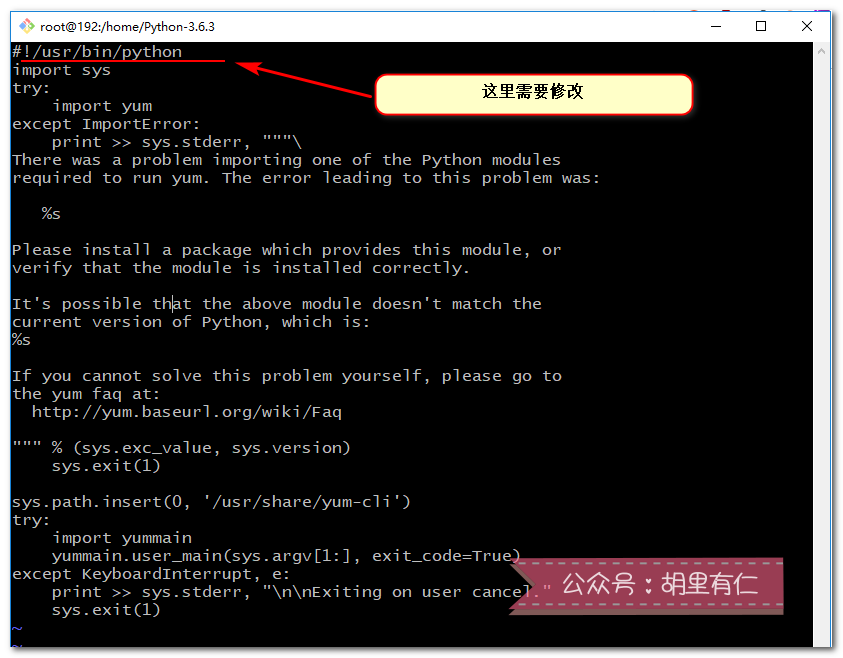 root@192:/home/Python-3.6.3
#!/usr/bin/python
这里需要修改
import sys
try:
    import yum
except ImportError:
    print >> sys.stderr, """\
There was a problem importing one of the Python modules
required to run yum. The error leading to this problem was:

   %s

Please install a package which provides this module, or
verify that the module is installed correctly.

It's possible that the above module doesn't match the
current version of Python, which is:
%s

If you cannot solve this problem yourself, please go to
the yum faq at:
  http://yum.baseurl.org/wiki/Faq

""" % (sys.exc_value, sys.version)
    sys.exit(1)

sys.path.insert(0, '/usr/share/yum-cli')
try:
    import yummain
    yummain.user_main(sys.argv[1:], exit_code=True)
except KeyboardInterrupt, e:
    print >> sys.stderr, "\n\nExiting on user cancel."
    sys.exit(1)
~
~
公众号：胡里有仁